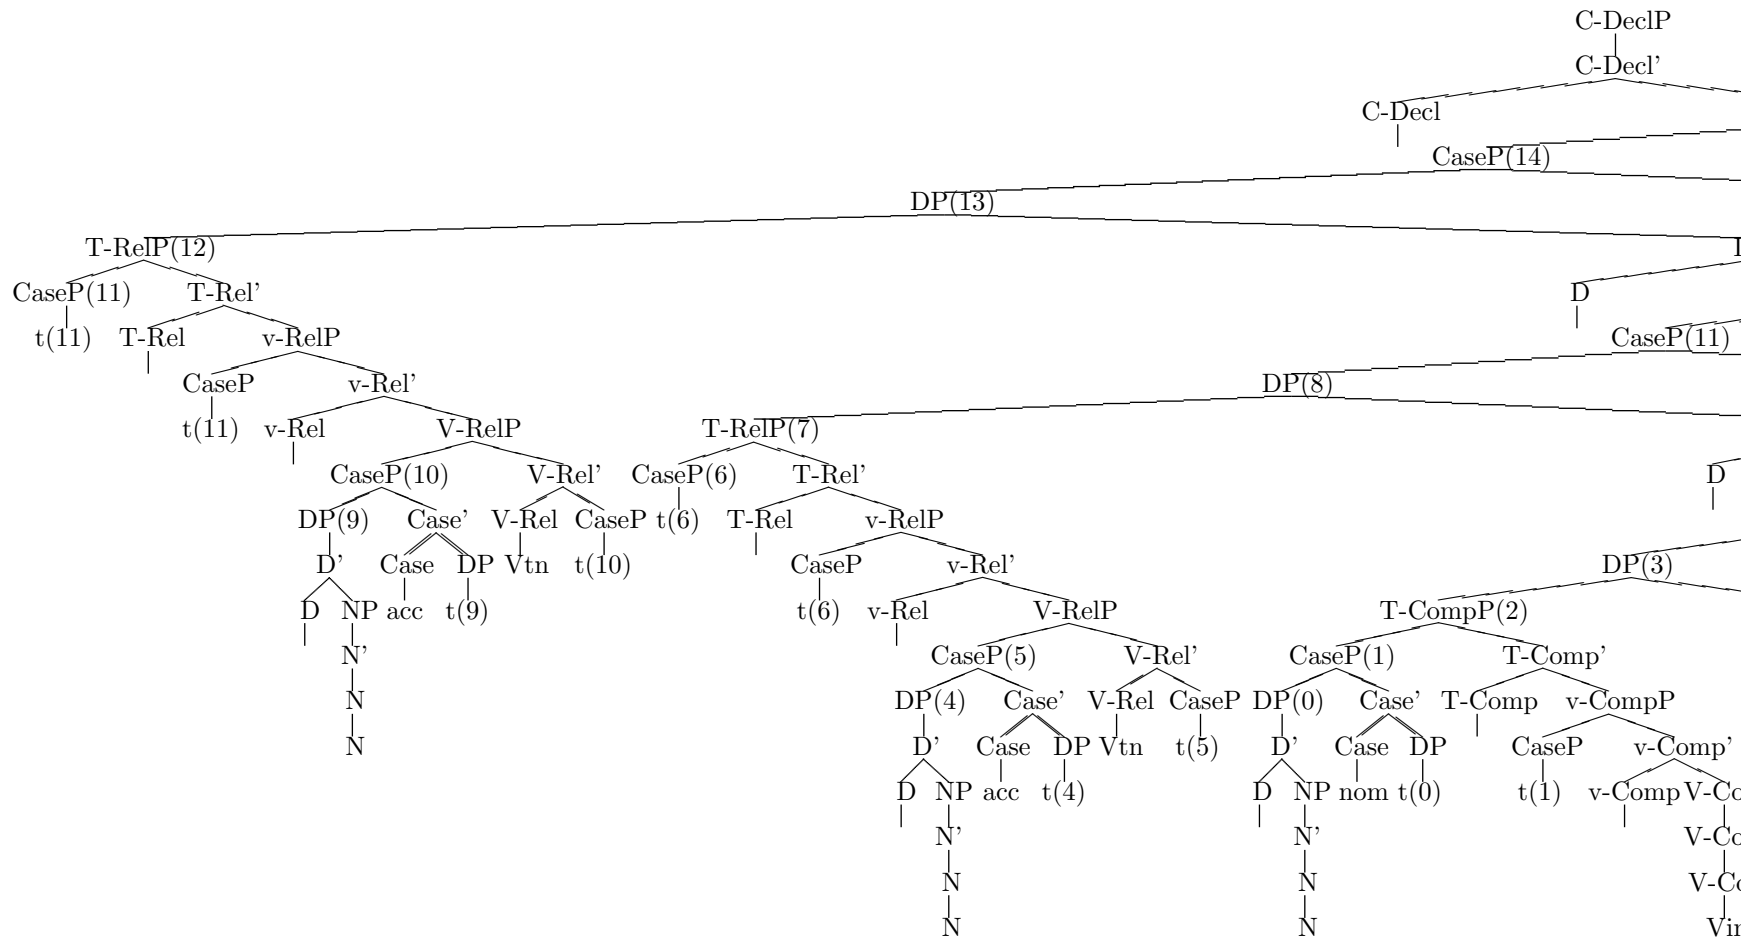 C-DeclP
C-Decl'
C-Decl
CaseP(14)
DP(13)
T-RelP(12)
CaseP(11) T-Rel' D
t(11) T-Rel v-RelP CaseP(11)
CaseP v-Rel' DP(8)
t(11) v-Rel V-RelP T-RelP(7)
CaseP(10) V-Rel' CaseP(6) T-Rel' D
DP(9) Case' V-Rel CaseP t(6) T-Rel v-RelP
D' Case DP Vtn t(10) CaseP v-Rel' DP(3)
D NP acc t(9) t(6) v-Rel V-RelP T-CompP(2)
N' CaseP(5) V-Rel' CaseP(1) T-Comp'
N DP(4) Case' V-Rel CaseP DP(0) Case' T-Comp v-CompP
N D' Case DP Vtn t(5) D' Case DP CaseP v-Comp'
D NP acc t(4) D NP nom t(0) t(1) v-Comp V-Co
N' N' V-Co
N N V-Co
N N